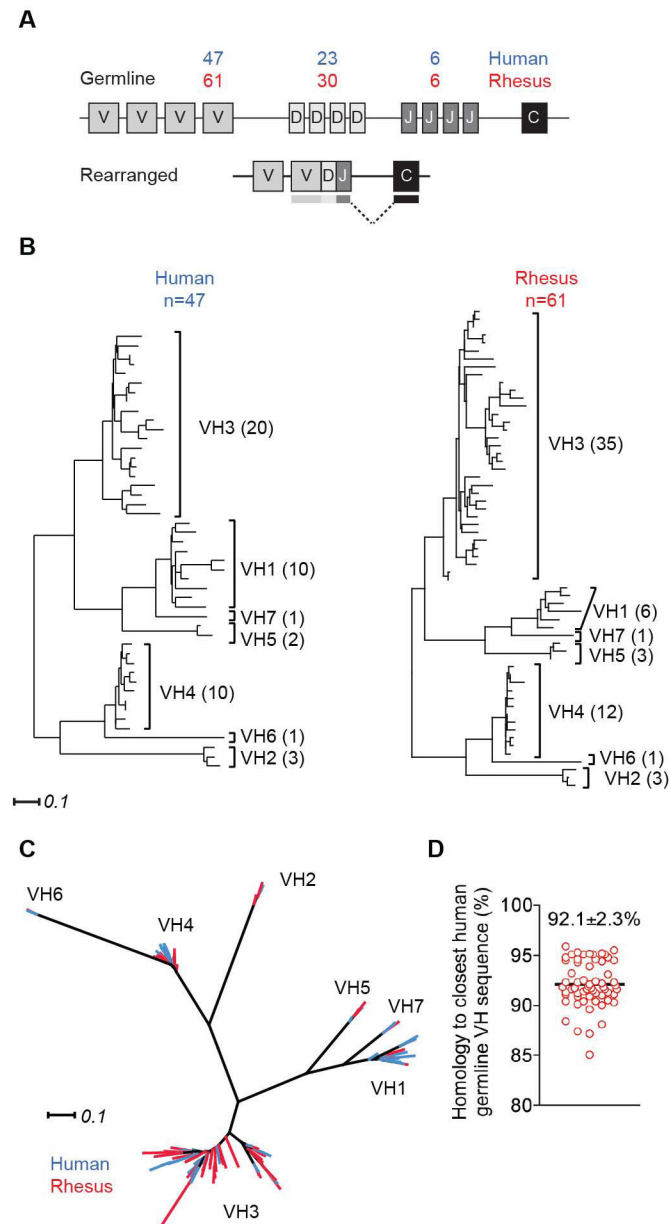 A
47 23 6 Human
Germline 61 30 6 Rhesus
V V V V D D D D J J J J C
Rearranged V V D J C
B
Human
n=47
VH3 (20)
VH1 (10)
VH7 (1)
VH5 (2)
VH4 (10)
VH6 (1)
VH2 (3)
0.1
Rhesus
n=61
VH3 (35)
VH1 (6)
VH7 (1)
VH5 (3)
VH4 (12)
VH6 (1)
VH2 (3)
C
VH6
VH4
VH2
VH5
VH7
VH1
VH3
0.1
Human
Rhesus
D
Homology to closest human
germline VH sequence (%)
100
95
90
85
80
92.1±2.3%